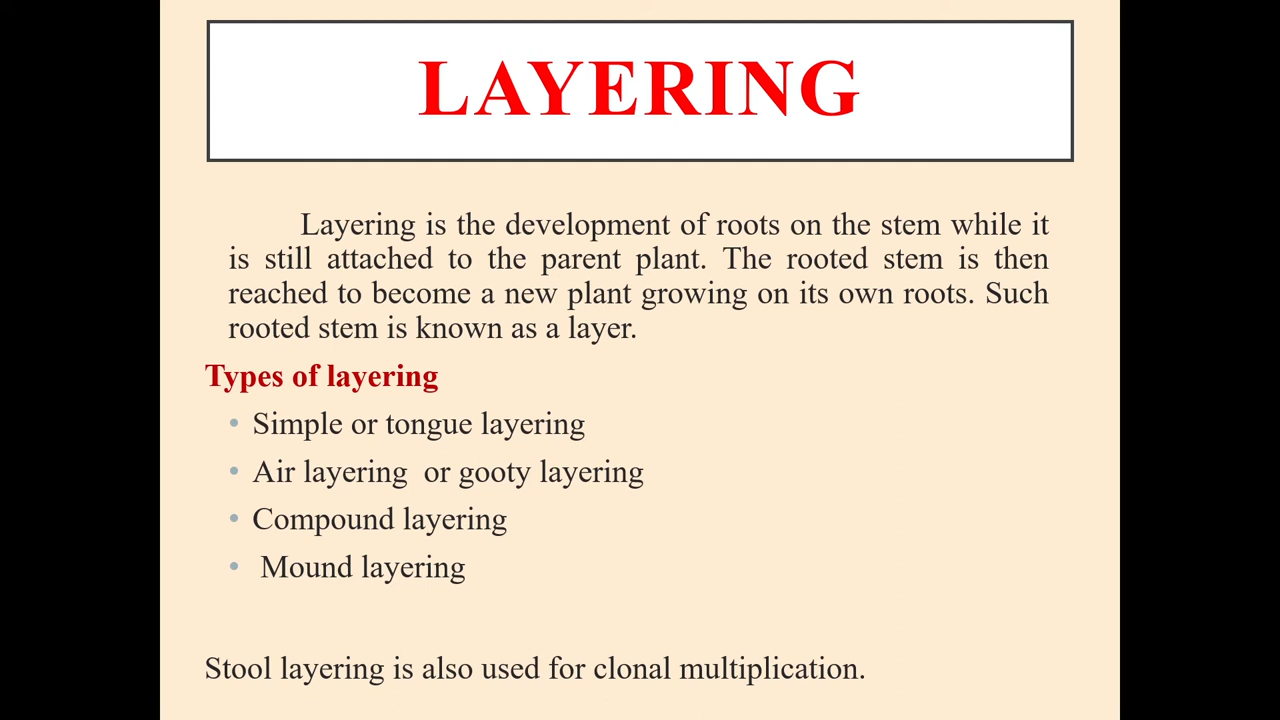 LAYERING
Layering is the development of roots on the stem while it
is still attached to the parent plant. The rooted stem is then
reached to become a new plant growing on its own roots. Such
rooted stem is known as a layer.
Types of layering
• Simple or tongue layering
• Air layering or gooty layering
• Compound layering
• Mound layering
Stool layering is also used for clonal multiplication.